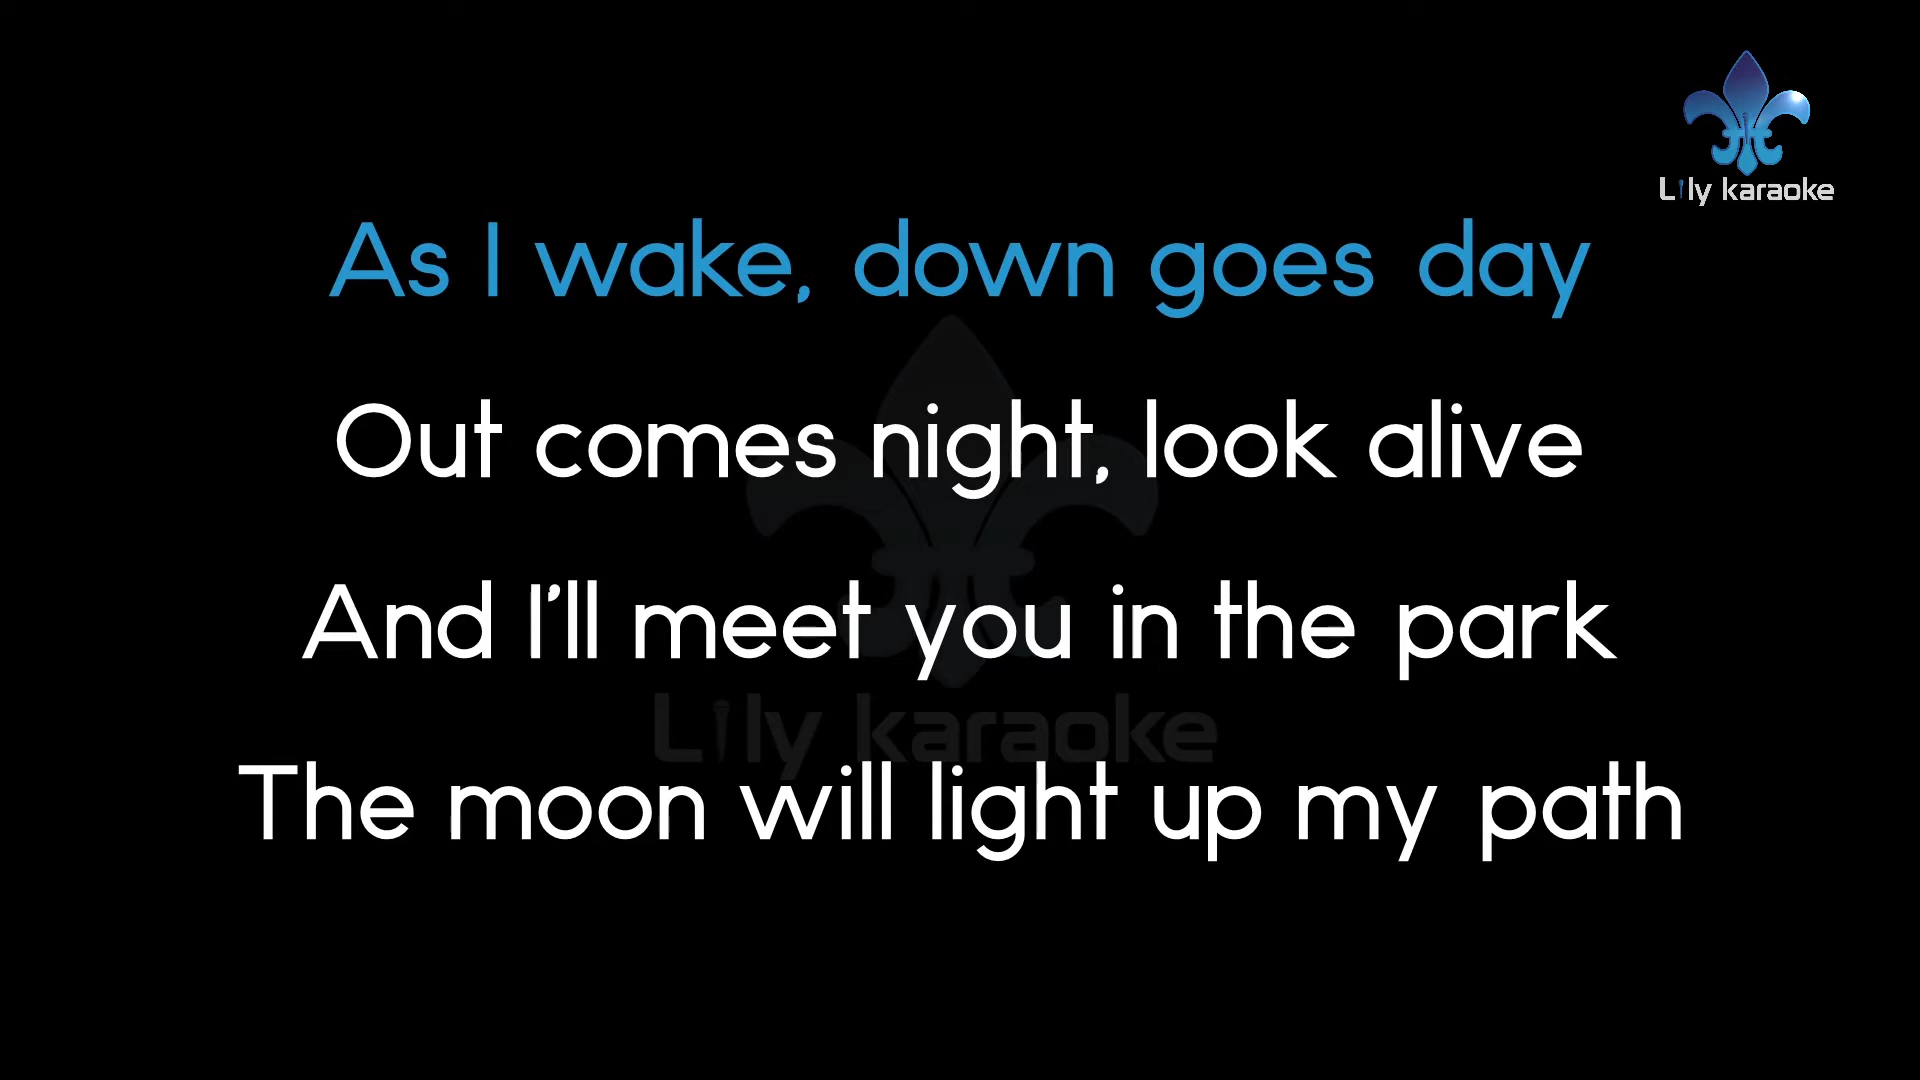 Lily karaoke
As I wake, down goes day
Out comes night, look alive
And I'll meet you in the park
Lily karaoke
The moon will light up my path